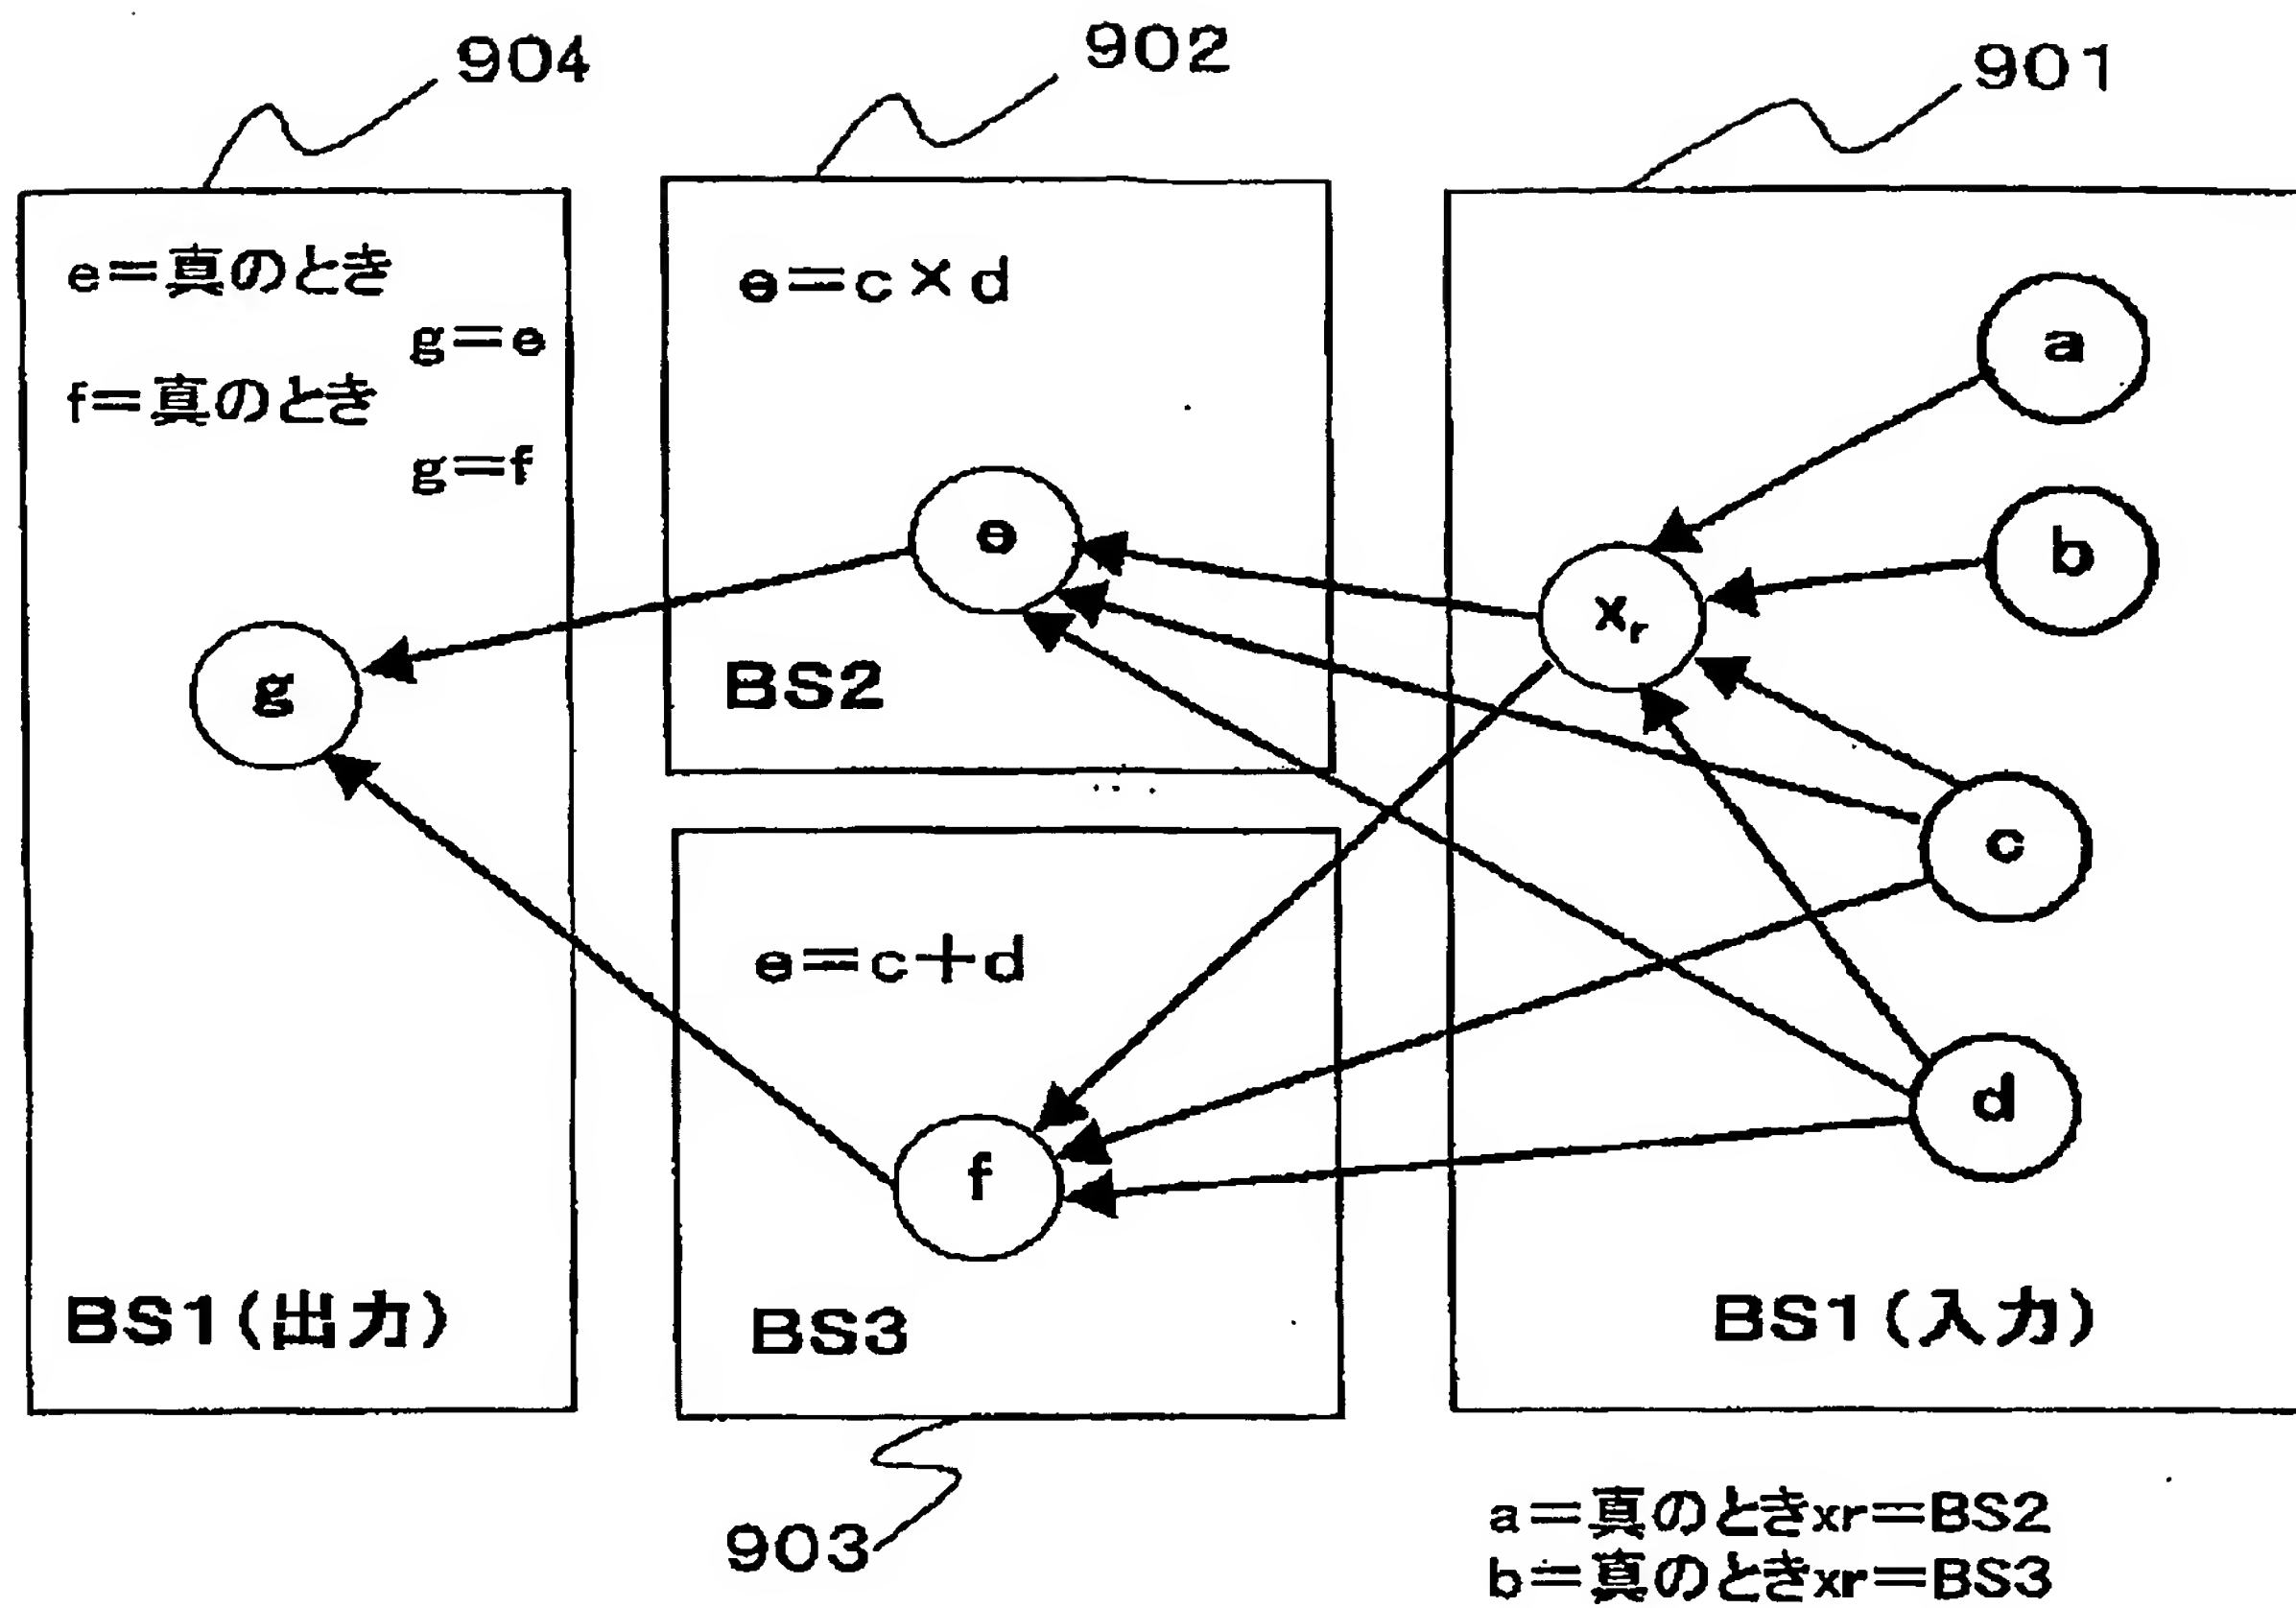 904
902
901
e=真のとき
g=e
f=真のとき
g=f
g
BS1(出力)
e=c×d
e
BS2
e=c+d
f
BS3
903
a
b
xr
c
d
BS1(入力)
a=真のときxr=BS2
b=真のときxr=BS3